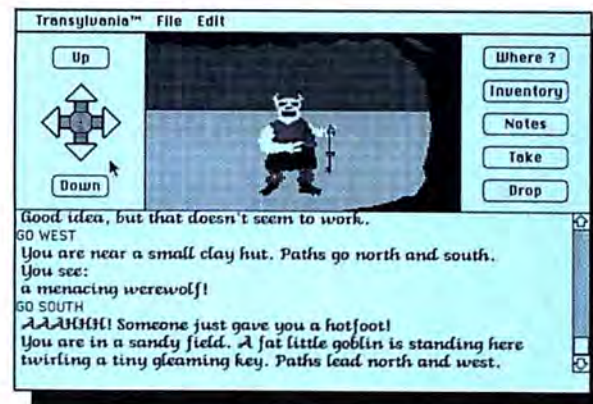 Transylvania™ File Edit
Up
Down
Where ?
Inventory
Notes
Take
Drop
Good idea, but that doesn't seem to work.
GO WEST
You are near a small clay hut. Paths go north and south.
You see:
a menacing werewolf!
GO SOUTH
AAAHHH! Someone just gave you a hotfoot!
You are in a sandy field. A fat little goblin is standing here
twirling a tiny gleaming key. Paths lead north and west.